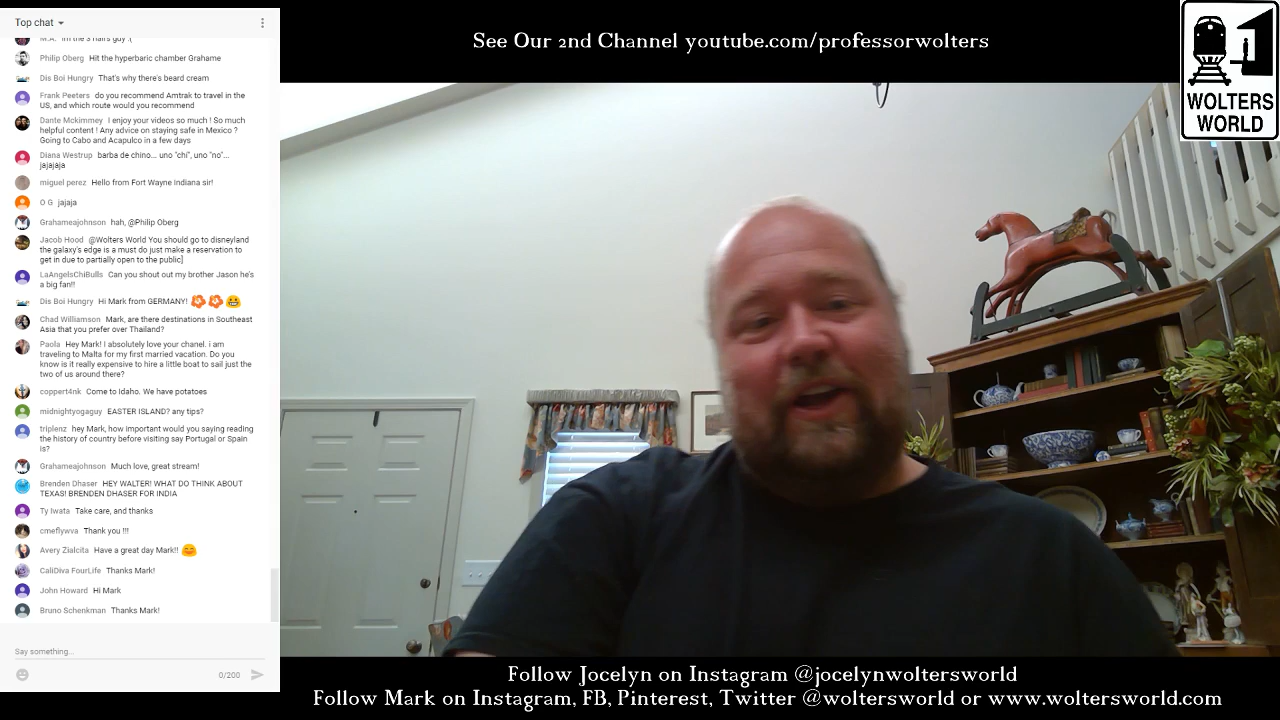 Top chat
M.A. im the 3 hairs guy :(
Philip Oberg Hit the hyperbaric chamber Grahame
Dis Boi Hungry That's why there's beard cream
Frank Peeters do you recommend Amtrak to travel in the
US, and which route would you recommend
Dante Mckimmey I enjoy your videos so much ! So much
helpful content ! Any advice on staying safe in Mexico ?
Going to Cabo and Acapulco in a few days
Diana Westrup barba de chino... uno "chi", uno "no"...
jajajaja
miguel perez Hello from Fort Wayne Indiana sir!
O G jajaja
Grahameajohnson hah, @Philip Oberg
Jacob Hood @Wolters World You should go to disneyland
the galaxy's edge is a must do just make a reservation to
get in due to partially open to the public]
LaAngelsChiBulls Can you shout out my brother Jason he's
a big fan!!
Dis Boi Hungry Hi Mark from GERMANY!
Chad Williamson Mark, are there destinations in Southeast
Asia that you prefer over Thailand?
Paola Hey Mark! I absolutely love your chanel. i am
traveling to Malta for my first married vacation. Do you
know is it really expensive to hire a little boat to sail just the
two of us around there?
coppert4nk Come to Idaho. We have potatoes
midnightyogaguy EASTER ISLAND? any tips?
triplenz hey Mark, how important would you saying reading
the history of country before visiting say Portugal or Spain
is?
Grahameajohnson Much love, great stream!
Brenden Dhaser HEY WALTER! WHAT DO THINK ABOUT
TEXAS! BRENDEN DHASER FOR INDIA
Ty Iwata Take care, and thanks
cmeflywva Thank you !!!
Avery Zialcita Have a great day Mark!!
CaliDiva FourLife Thanks Mark!
John Howard Hi Mark
Bruno Schenkman Thanks Mark!
Say something...
0/200
See Our 2nd Channel youtube.com/professorwolters
WOLTERS
WORLD
Follow Jocelyn on Instagram @jocelynwoltersworld
Follow Mark on Instagram, FB, Pinterest, Twitter @woltersworld or www.woltersworld.com